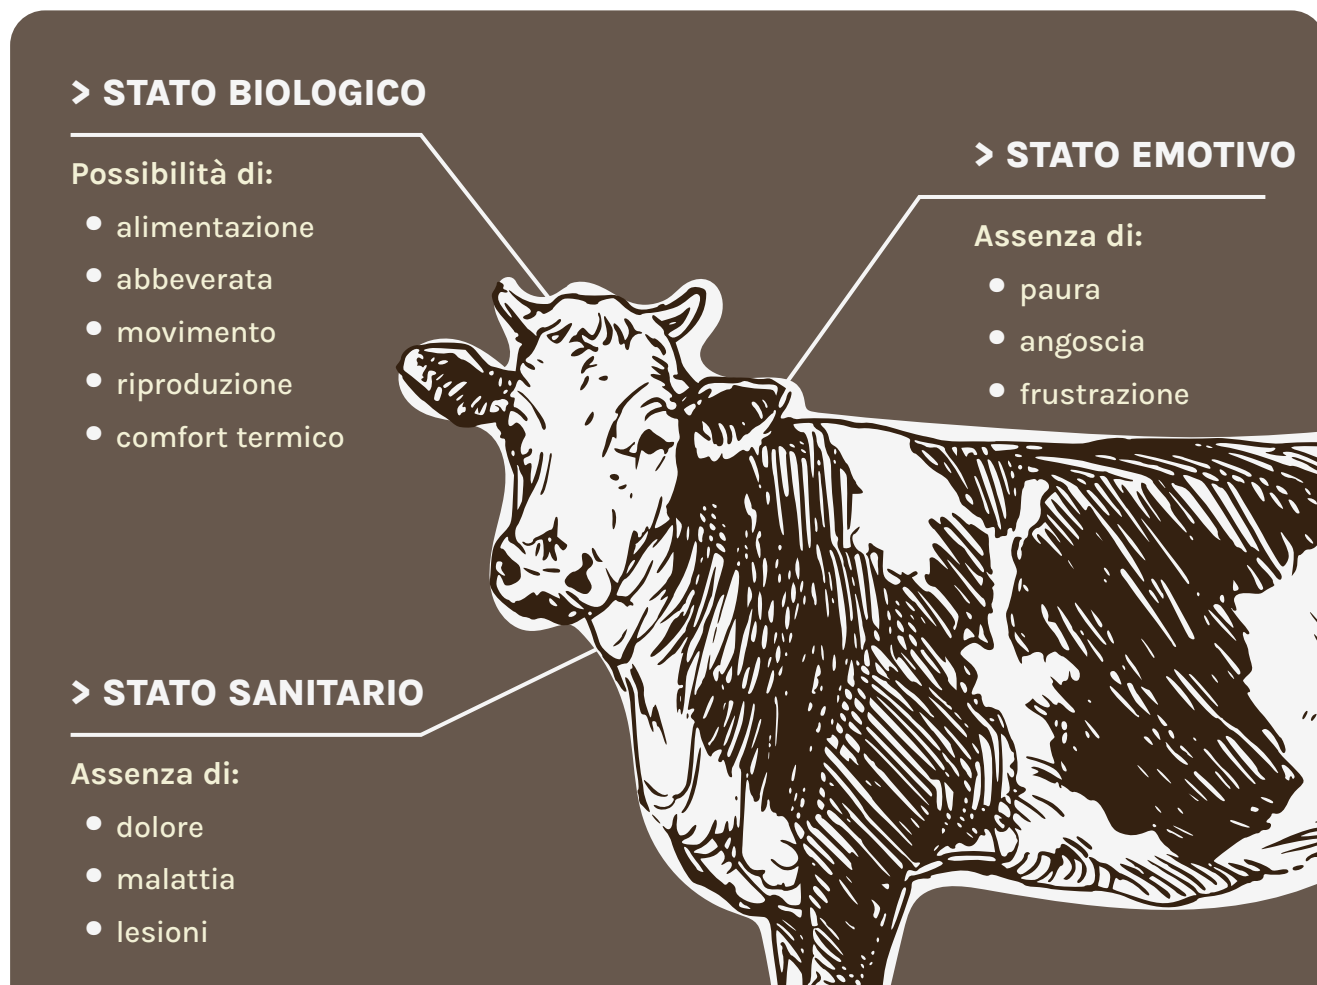 > STATO BIOLOGICO
Possibilità di:
● alimentazione
● abbeverata
● movimento
● riproduzione
● comfort termico
> STATO EMOTIVO
Assenza di:
● paura
● angoscia
● frustrazione
> STATO SANITARIO
Assenza di:
● dolore
● malattia
● lesioni